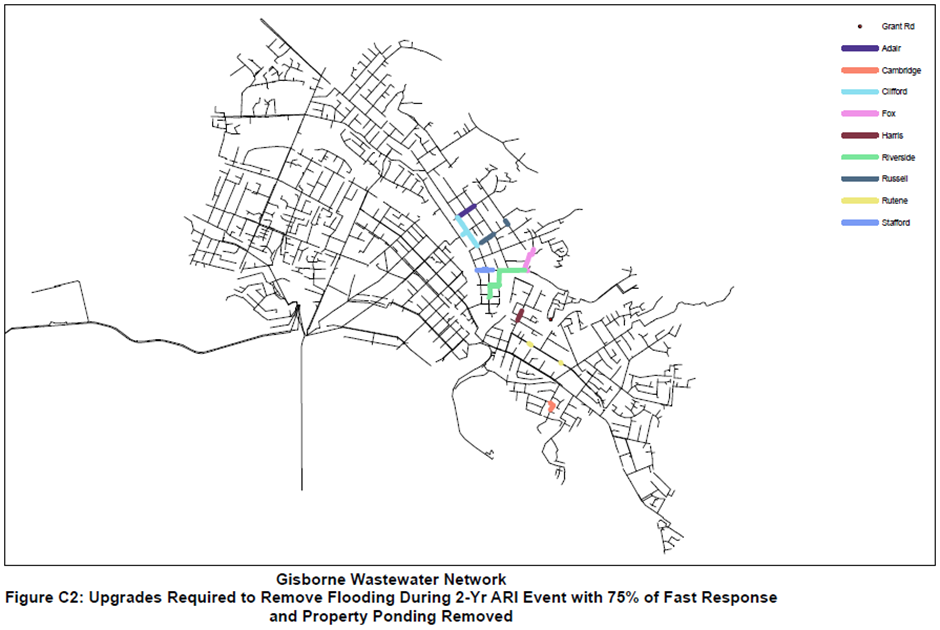 Grant Rd
Adair
Cambridge
Clifford
Fox
Harris
Riverside
Russell
Rutene
Stafford
Gisborne Wastewater Network
Figure C2: Upgrades Required to Remove Flooding During 2-Yr ARI Event with 75% of Fast Response
and Property Ponding Removed